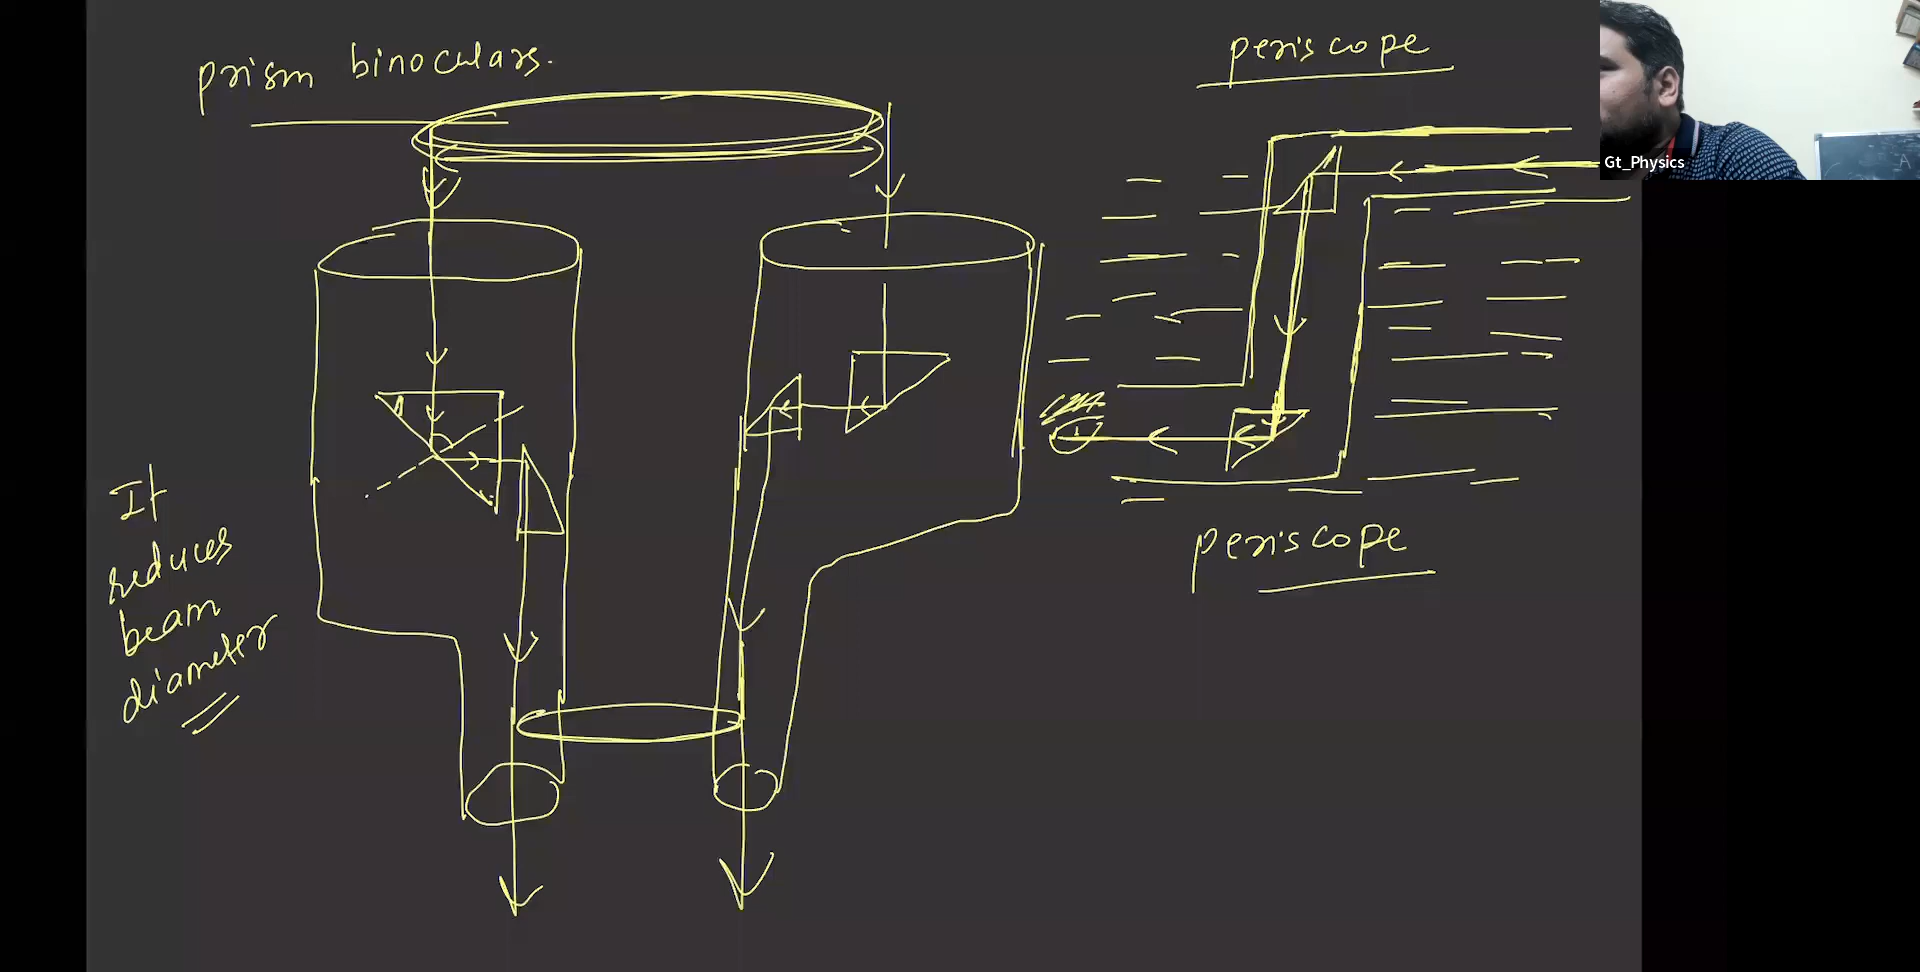 prism binoculars.
periscope
Gt_Physics
It
reduces
beam
diameter
periscope